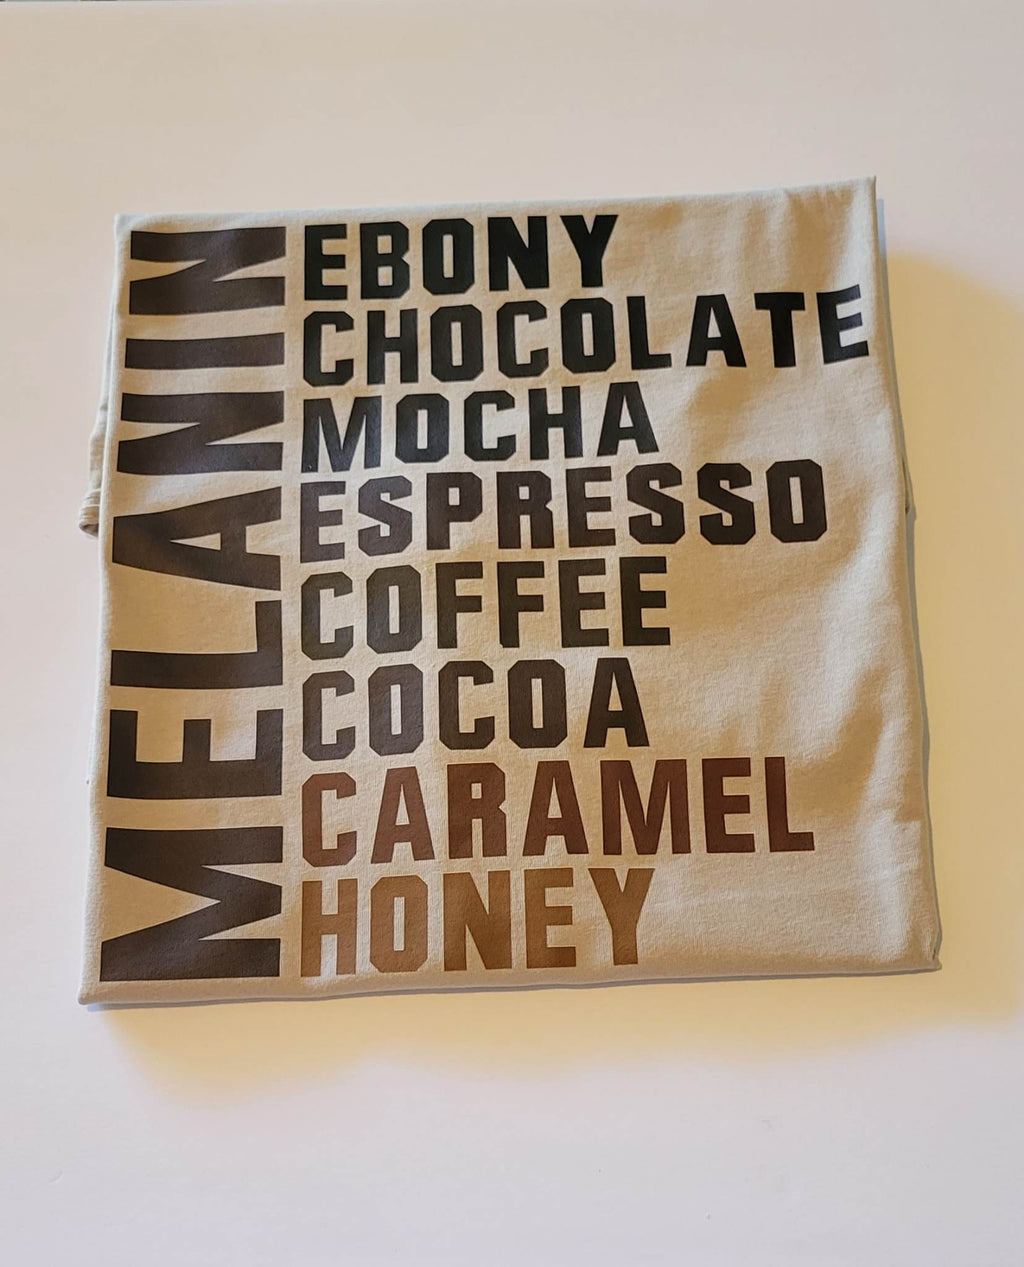 MELANIN
EBONY
CHOCOLATE
MOCHA
ESPRESSO
COFFEE
COCOA
CARAMEL
HONEY